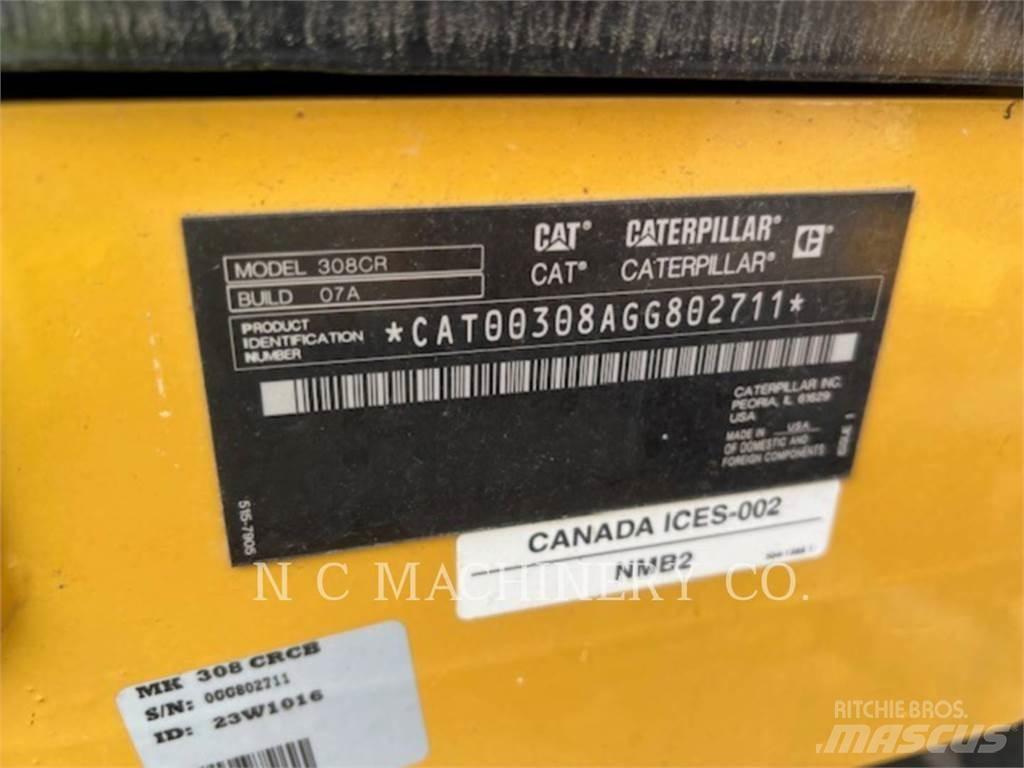 CAT® CATERPILLAR®
CAT® CATERPILLAR®
MODEL 308CR
BUILD 07A
PRODUCT
IDENTIFICATION
NUMBER
*CAT00308AGG802711*
CATERPILLAR INC.
PEORIA, IL 61629
USA
MADE IN USA
OF DOMESTIC AND
FOREIGN COMPONENTS
515-7905
CANADA ICES-002
NMB2
N C MACHINERY CO.
MK 308 CRCB
S/N: 0GG802711
ID: 23W1016
RITCHIE BROS.
MASCUS